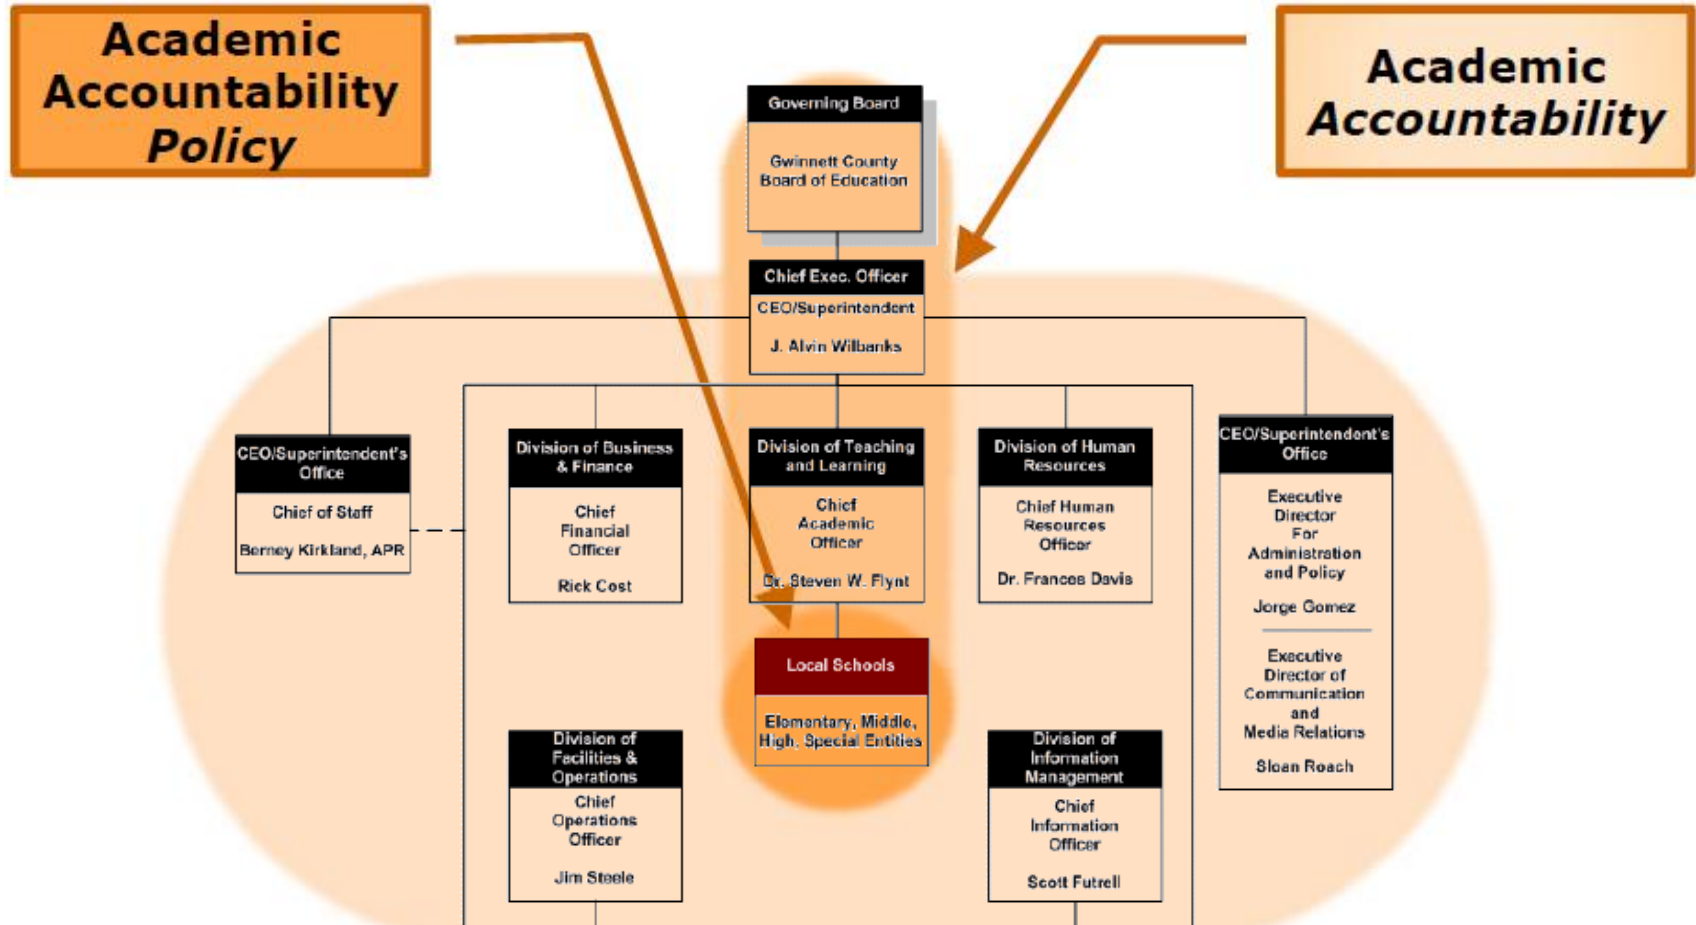 Academic
Accountability
Policy
Academic
Accountability
Governing Board
Gwinnett County
Board of Education
Chief Exec. Officer
CEO/Superintendent
J. Alvin Wilbanks
CEO/Superintendent's
Office
Chief of Staff
Berney Kirkland, APR
Division of Business
& Finance
Chief
Financial
Officer
Rick Cost
Division of Teaching
and Learning
Chief
Academic
Officer
Dr. Steven W. Flynt
Division of Human
Resources
Chief Human
Resources
Officer
Dr. Frances Davis
CEO/Superintendent's
Office
Executive
Director
For
Administration
and Policy
Jorge Gomez
Executive
Director of
Communication
and
Media Relations
Sloan Roach
Local Schools
Elementary, Middle,
High, Special Entities
Division of
Facilities &
Operations
Chief
Operations
Officer
Jim Steele
Division of
Information
Management
Chief
Information
Officer
Scott Futrell